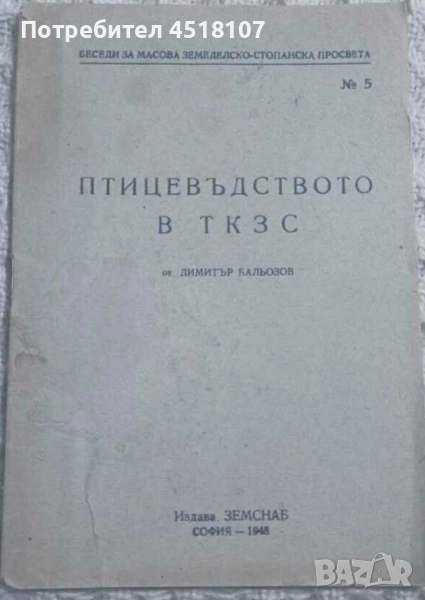 Потребител 4518107
БЕСЕДИ ЗА МАСОВА ЗЕМЕДЕЛСКО-СТОПАНСКА ПРОСВЕТА
№ 5
ПТИЦЕВЪДСТВОТО
В ТКЗС
от ДИМИТЪР БАЛЬОЗОВ
Издава ЗЕМСНАБ
СОФИЯ — 1948
BAZAR